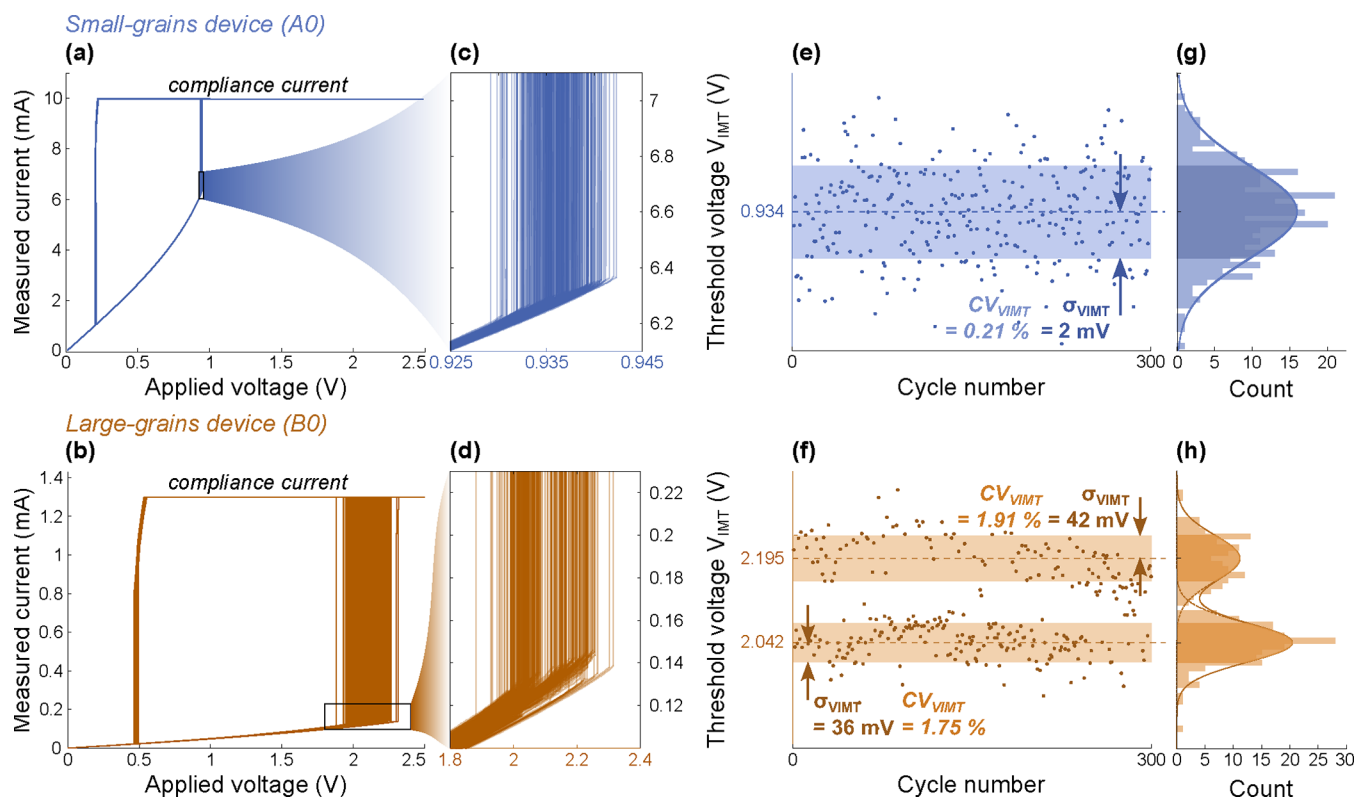 Small-grains device (A0)
(a)
compliance current
10
8
6
4
2
0
Measured current (mA)
0
0.5
1
1.5
2
2.5
Applied voltage (V)
(c)
7
6.8
6.6
6.4
6.2
0.925
0.935
0.945
(e)
Threshold voltage VIMT (V)
0.934
CVVIMT σVIMT
= 0.21 % = 2 mV
0
300
Cycle number
(g)
0
5
10
15
20
Count
Large-grains device (B0)
(b)
compliance current
1.4
1.2
1
0.8
0.6
0.4
0.2
0
Measured current (mA)
0
0.5
1
1.5
2
2.5
Applied voltage (V)
(d)
0.22
0.2
0.18
0.16
0.14
0.12
1.8
2
2.2
2.4
(f)
Threshold voltage VIMT (V)
2.195
2.042
CVVIMT σVIMT
= 1.91 % = 42 mV
σVIMT CVVIMT
= 36 mV = 1.75 %
0
300
Cycle number
(h)
0
5
10
15
20
25
30
Count